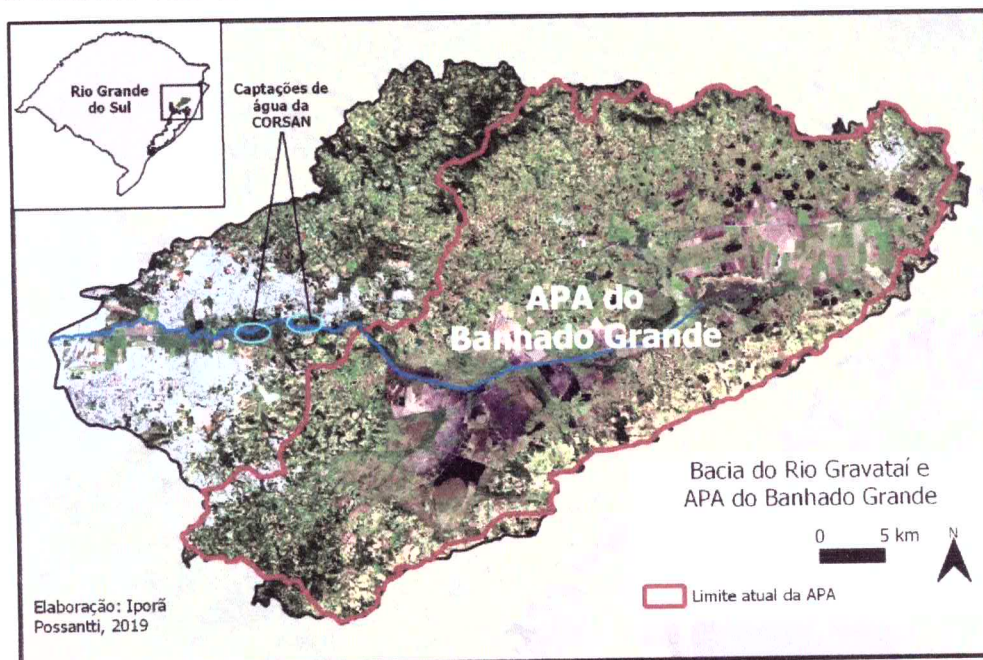 Rio Grande
do Sul
Captações de
água da
CORSAN
APA do
Banhado Grande
Bacia do Rio Gravataí e
APA do Banhado Grande
0 5 km
N
Limite atual da APA
Elaboração: Iporã
Possantti, 2019